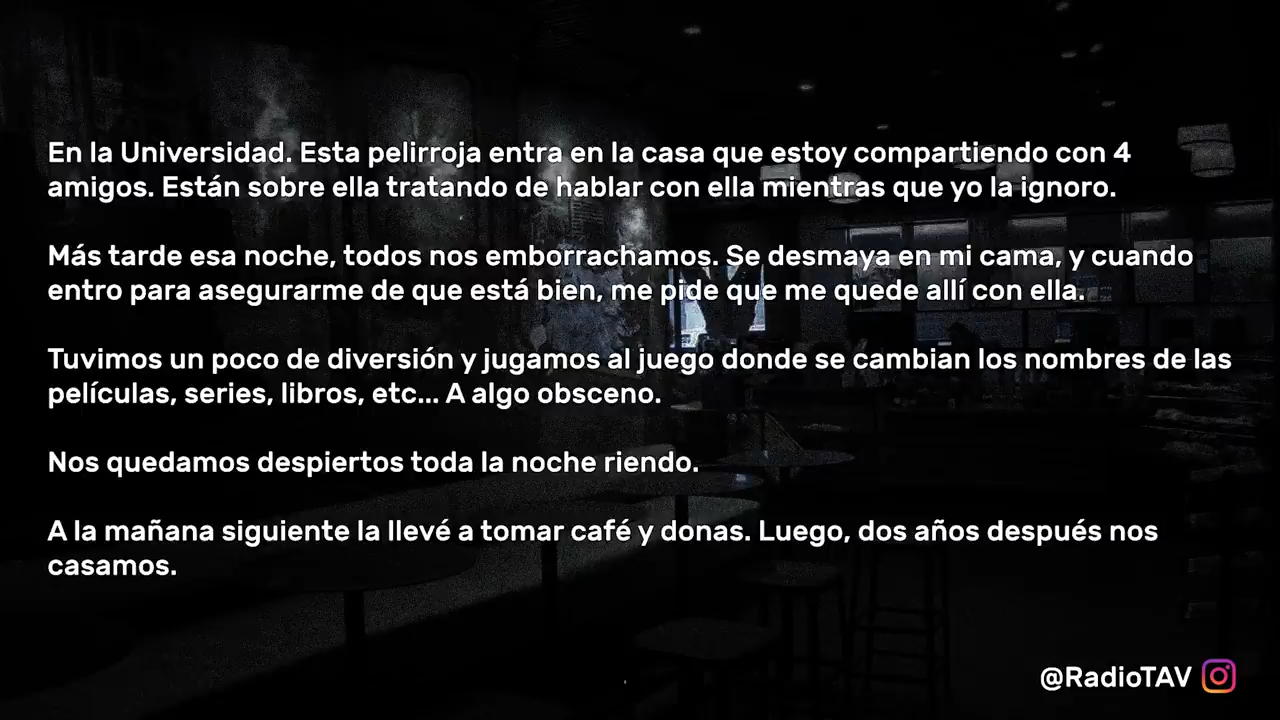 En la Universidad. Esta pelirroja entra en la casa que estoy compartiendo con 4
amigos. Están sobre ella tratando de hablar con ella mientras que yo la ignoro.
Más tarde esa noche, todos nos emborrachamos. Se desmaya en mi cama, y cuando
entro para asegurarme de que está bien, me pide que me quede allí con ella.
Tuvimos un poco de diversión y jugamos al juego donde se cambian los nombres de las
películas, series, libros, etc... A algo obsceno.
Nos quedamos despiertos toda la noche riendo.
A la mañana siguiente la llevé a tomar café y donas. Luego, dos años después nos
casamos.
@RadioTAV